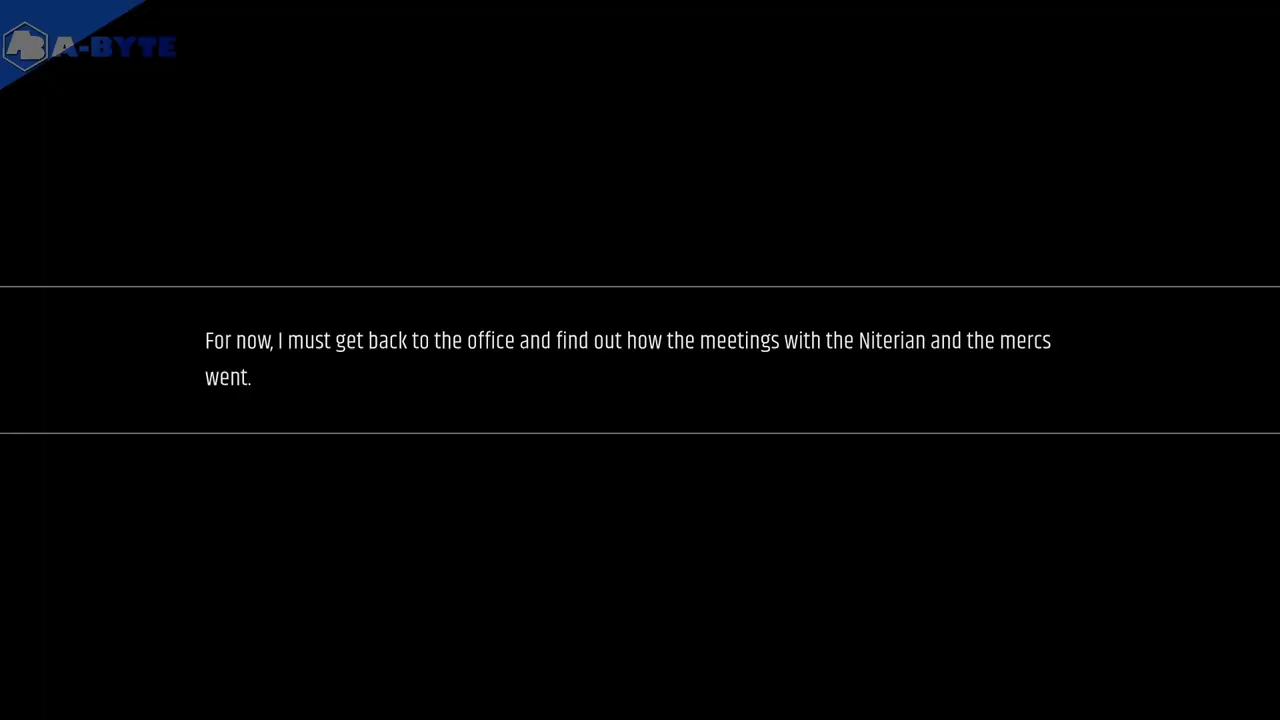 AB A-BYTE
For now, I must get back to the office and find out how the meetings with the Niterian and the mercs
went.